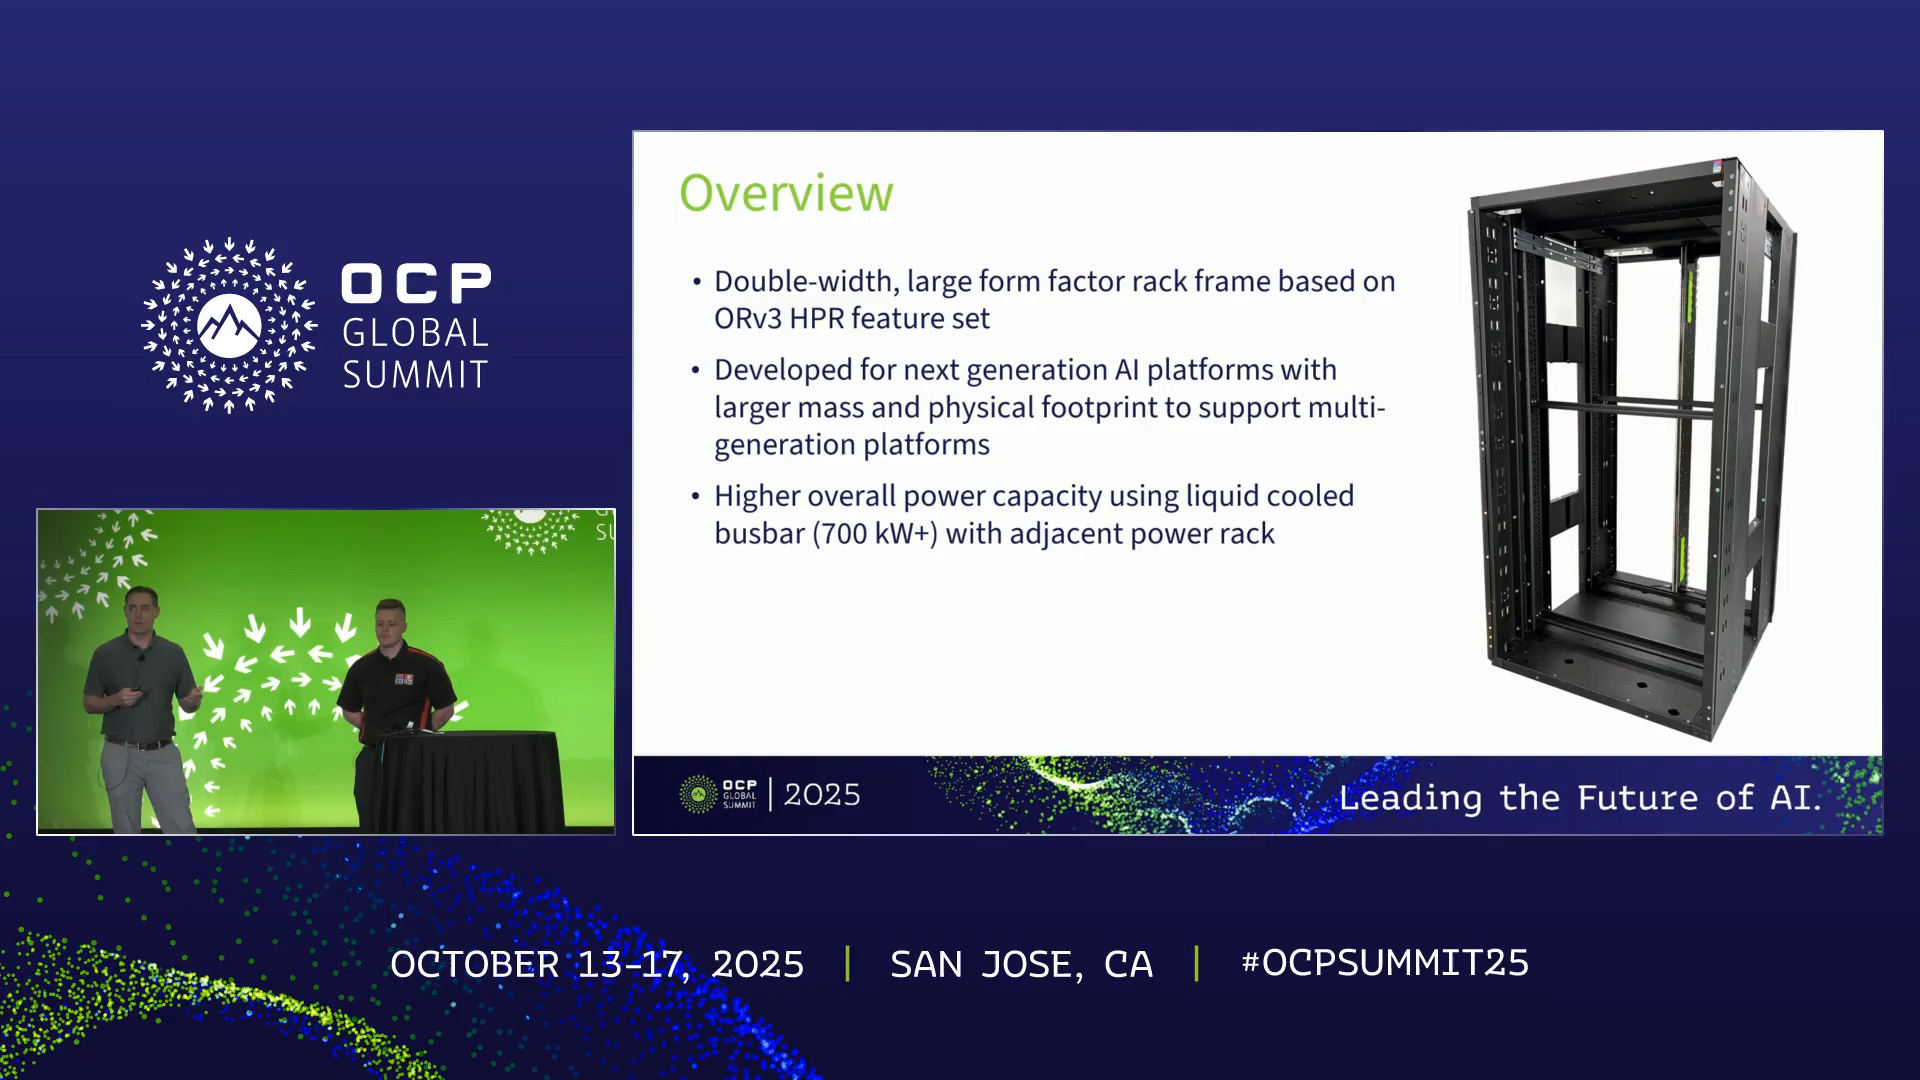 OCP
GLOBAL
SUMMIT
Overview
• Double-width, large form factor rack frame based on
ORv3 HPR feature set
• Developed for next generation AI platforms with
larger mass and physical footprint to support multi-
generation platforms
• Higher overall power capacity using liquid cooled
busbar (700 kW+) with adjacent power rack
OCP
GLOBAL
SUMMIT
2025
Leading the Future of AI.
OCTOBER 13-17, 2025 | SAN JOSE, CA | #OCPSUMMIT25